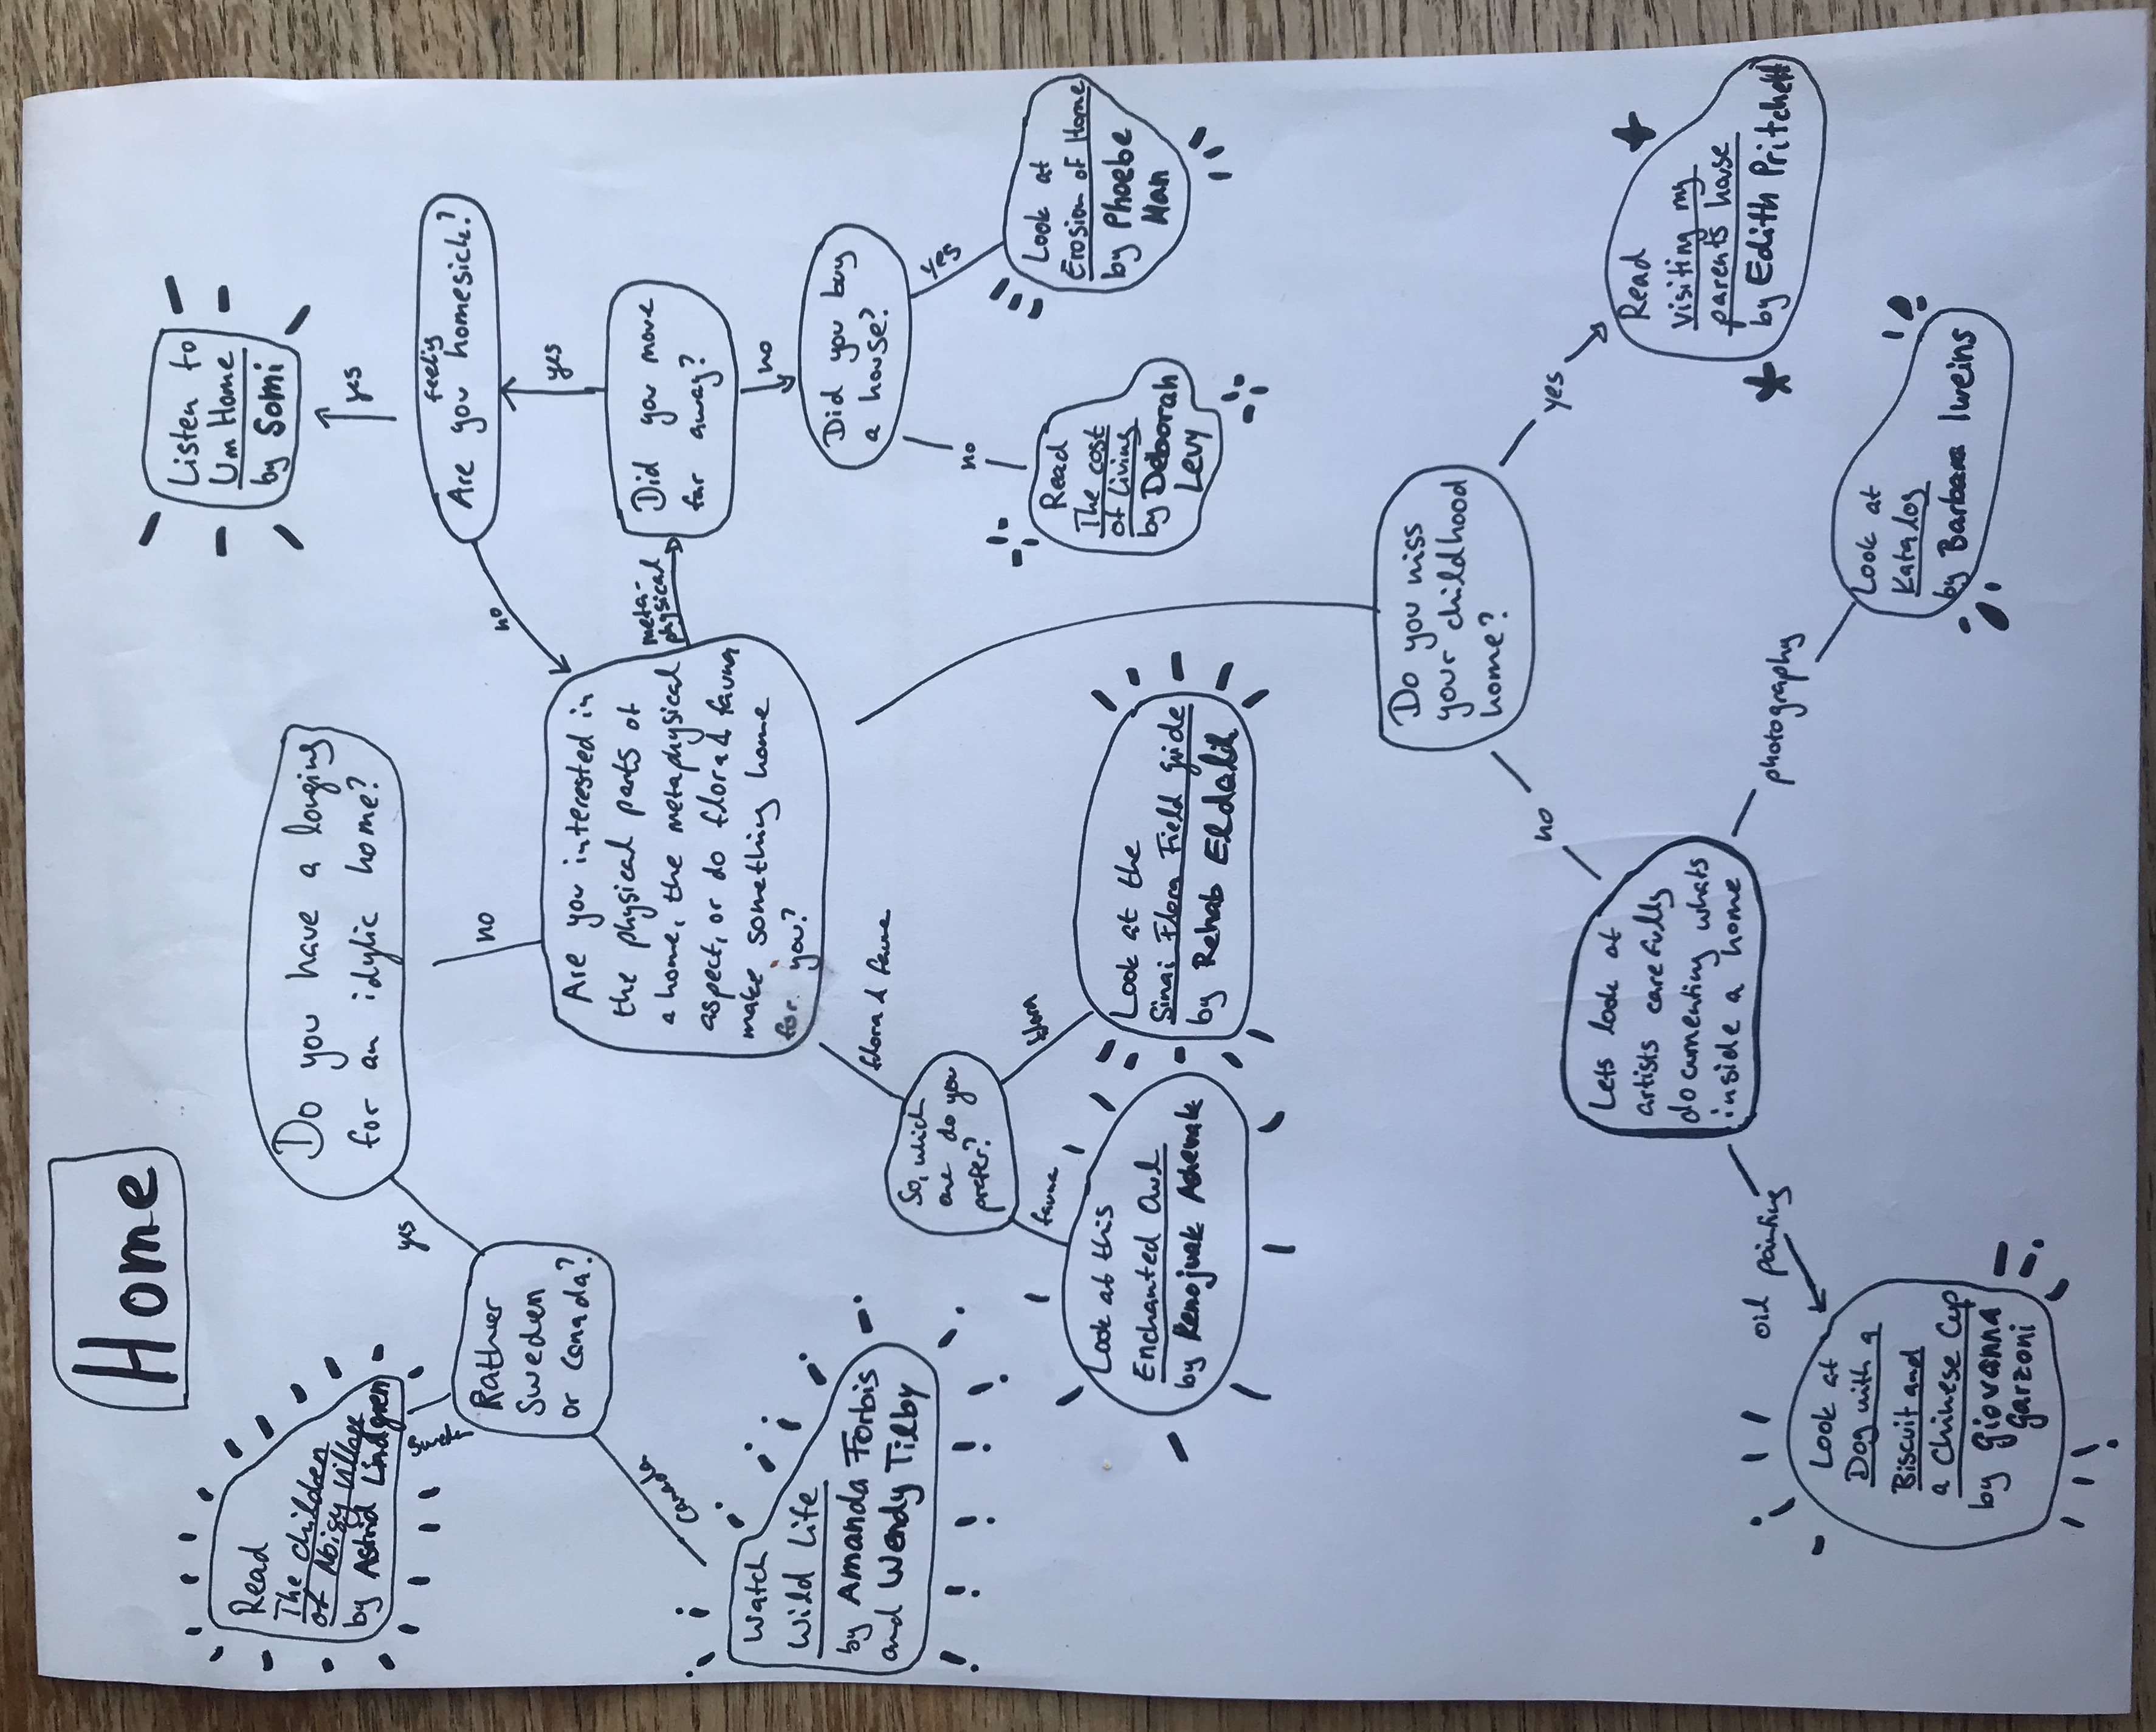 Home
Read
The children
of Noisy Village
by Astrid Lindgren
Do you have a longing
for an idylic home?
Listen to
Um Home
by Somi
yes
feeling
Are you homesick?
yes
no
no
Sweden
Rather
Sweden
or Canada?
Canada
Watch
Wild Life
by Amanda Forbis
and Wendy Tilby
Are you interested in
the physical parts of
a home, the metaphysical
aspect, or do flora & fauna
make something home
for you?
meta-
physical
yes
Did you move
far away?
no
Did you buy
a house?
no
yes
Read
The cost
of living
by Deborah
Levy
Look at
Erosion of Home
by Phoebe
Man
flora & fauna
So, which
one do you
prefer?
fauna
flora
Look at this
Enchanted Owl
by Kenojuak Ashevak
Look at the
Sinai Flora Field Guide
by Rehab Eldalil
Do you miss
your childhood
home?
no
yes
Lets look at
artists carefully
documenting whats
inside a home
Read
visiting my
parents house
by Edith Pritchett
oil painting
photography
Look at
Dog with a
Biscuit and
a Chinese Cup
by Giovanna
Garzoni
Look at
Katalog
by Barbara Iweins